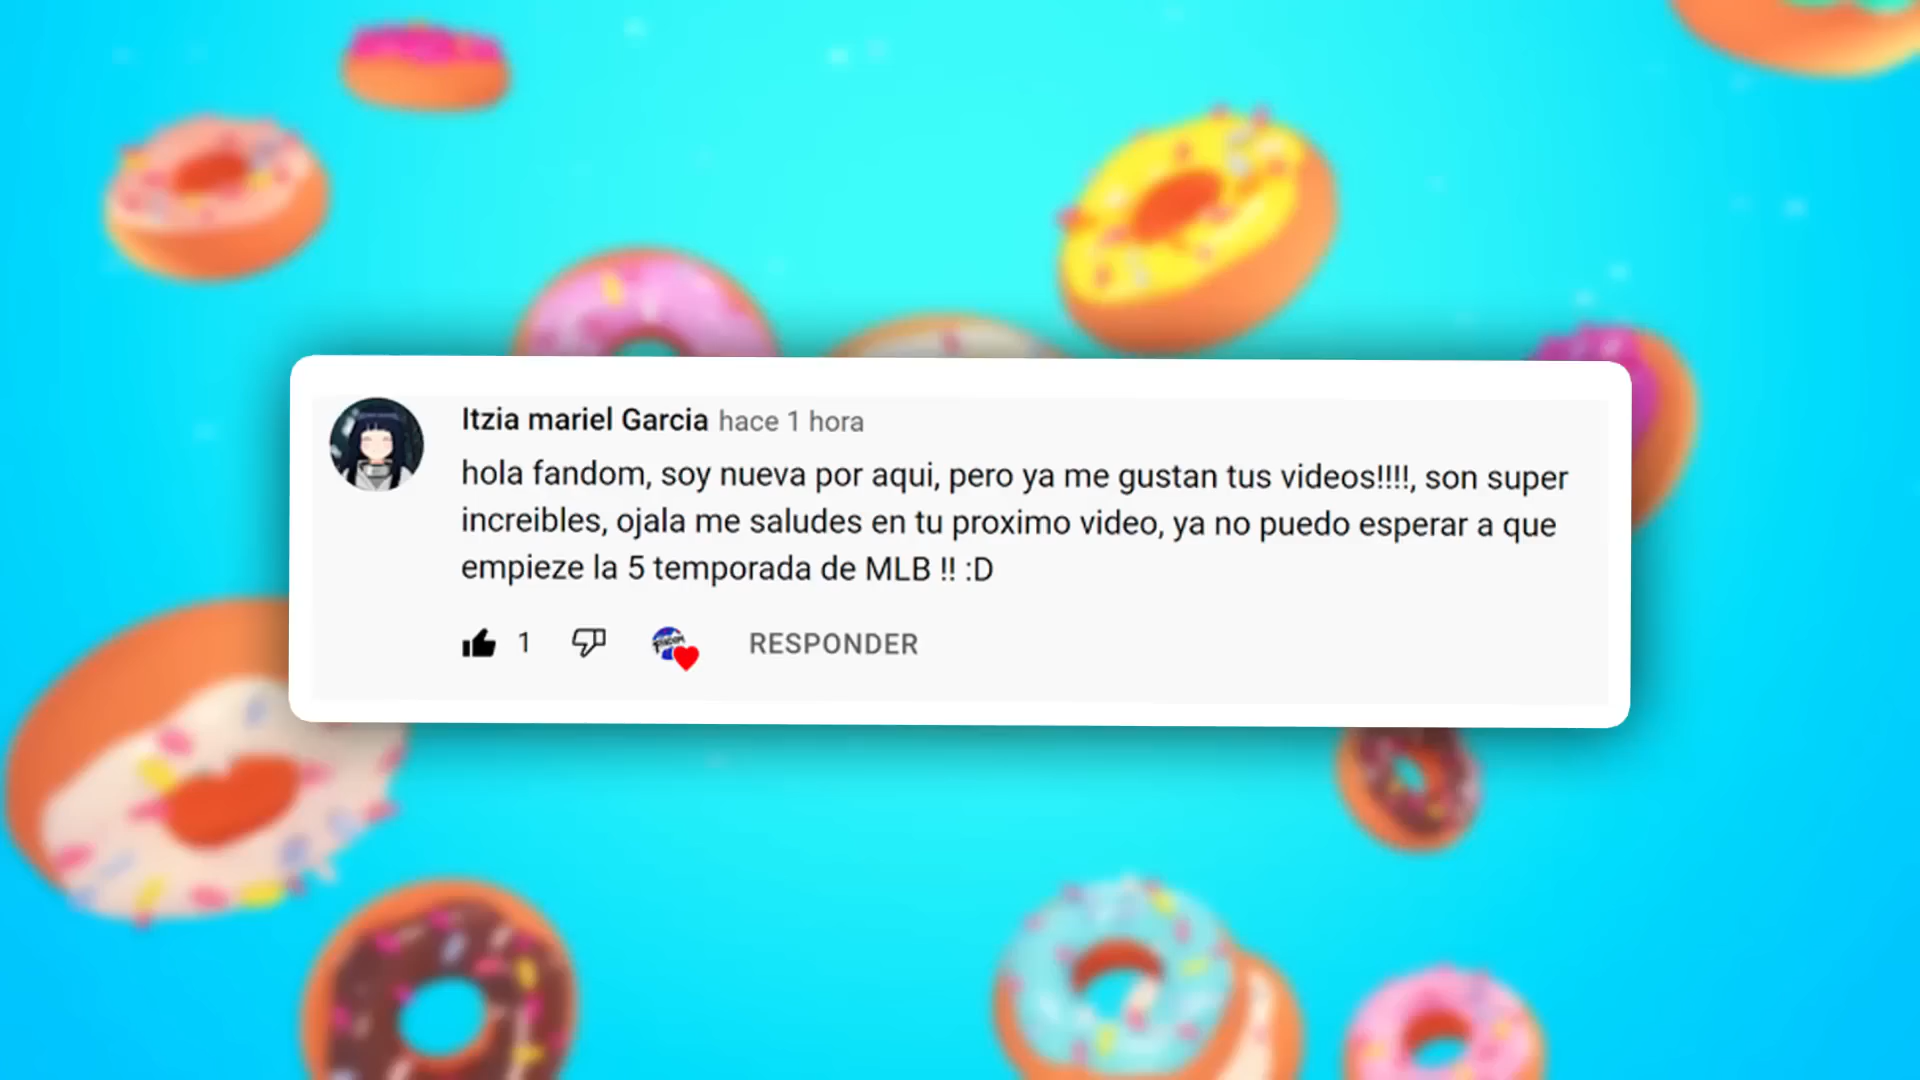 Itzia mariel Garcia hace 1 hora
hola fandom, soy nueva por aqui, pero ya me gustan tus videos!!!!, son super
increibles, ojala me saludes en tu proximo video, ya no puedo esperar a que
empieze la 5 temporada de MLB !! :D
1 RESPONDER